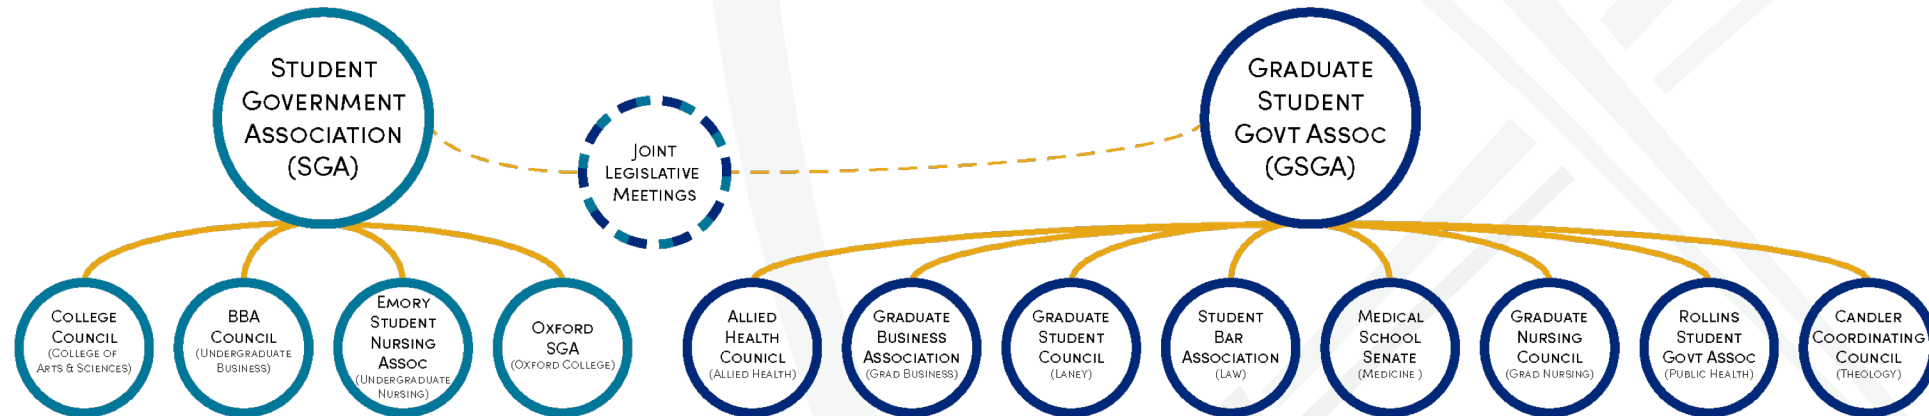 STUDENT
GOVERNMENT
ASSOCIATION
(SGA)
JOINT
LEGISLATIVE
MEETINGS
GRADUATE
STUDENT
GOVT ASSOC
(GSGA)
COLLEGE
COUNCIL
(COLLEGE OF
ARTS & SCIENCES)
BBA
COUNCIL
(UNDERGRADUATE
BUSINESS)
EMORY
STUDENT
NURSING
ASSOC
(UNDERGRADUATE
NURSING)
OXFORD
SGA
(OXFORD COLLEGE)
ALLIED
HEALTH
COUNICL
(ALLIED HEALTH)
GRADUATE
BUSINESS
ASSOCIATION
(GRAD BUSINESS)
GRADUATE
STUDENT
COUNCIL
(LANEY)
STUDENT
BAR
ASSOCIATION
(LAW)
MEDICAL
SCHOOL
SENATE
(MEDICINE )
GRADUATE
NURSING
COUNCIL
(GRAD NURSING)
ROLLINS
STUDENT
GOVT ASSOC
(PUBLIC HEALTH)
CANDLER
COORDINATING
COUNCIL
(THEOLOGY)